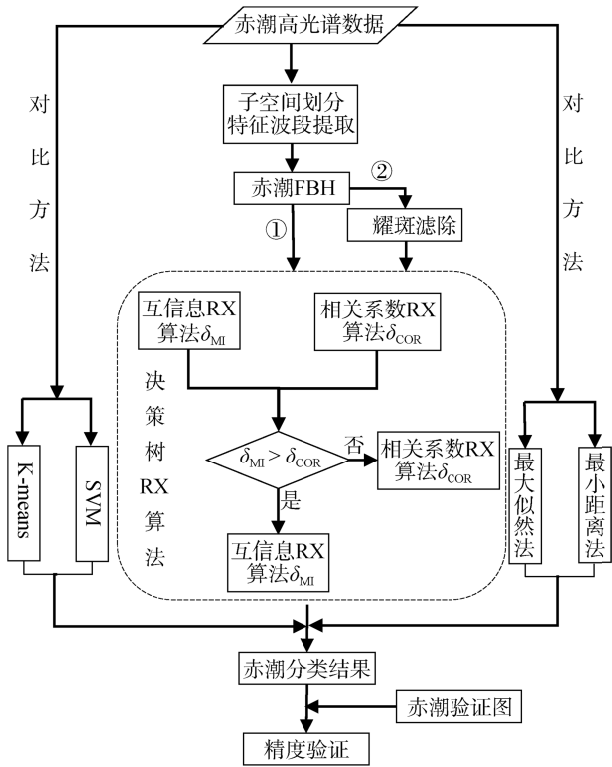 赤潮高光谱数据
对比方法
对比方法
子空间划分
特征波段提取
赤潮FBH
②
①
耀斑滤除
互信息RX
算法δMI
相关系数RX
算法δCOR
决策树RX算法
δMI > δCOR
否
相关系数RX
算法δCOR
是
互信息RX
算法δMI
K-means
SVM
最大似然法
最小距离法
赤潮分类结果
赤潮验证图
精度验证